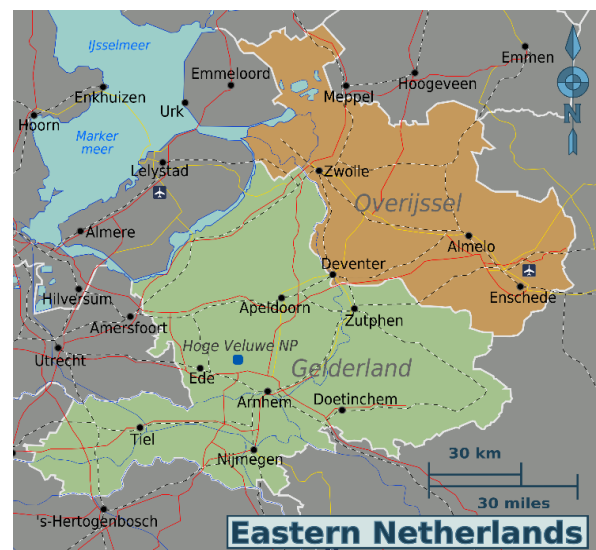 IJsselmeer
Emmen
Emmeloord
Hoogeveen
Enkhuizen
Meppel
Urk
N
Hoorn
Marker
meer
Lelystad
Zwolle
Overijssel
Almere
Almelo
Deventer
Hilversum
Enschede
Apeldoorn
Zutphen
Amersfoort
Hoge Veluwe NP
Utrecht
Gelderland
Ede
Arnhem
Doetinchem
Tiel
Nijmegen
30 km
30 miles
's-Hertogenbosch
Eastern Netherlands